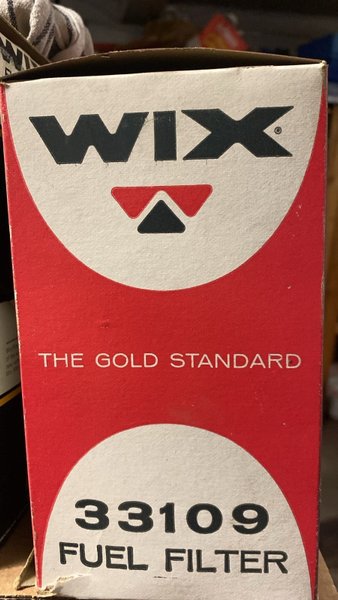 WIX®
THE GOLD STANDARD
33109
FUEL FILTER